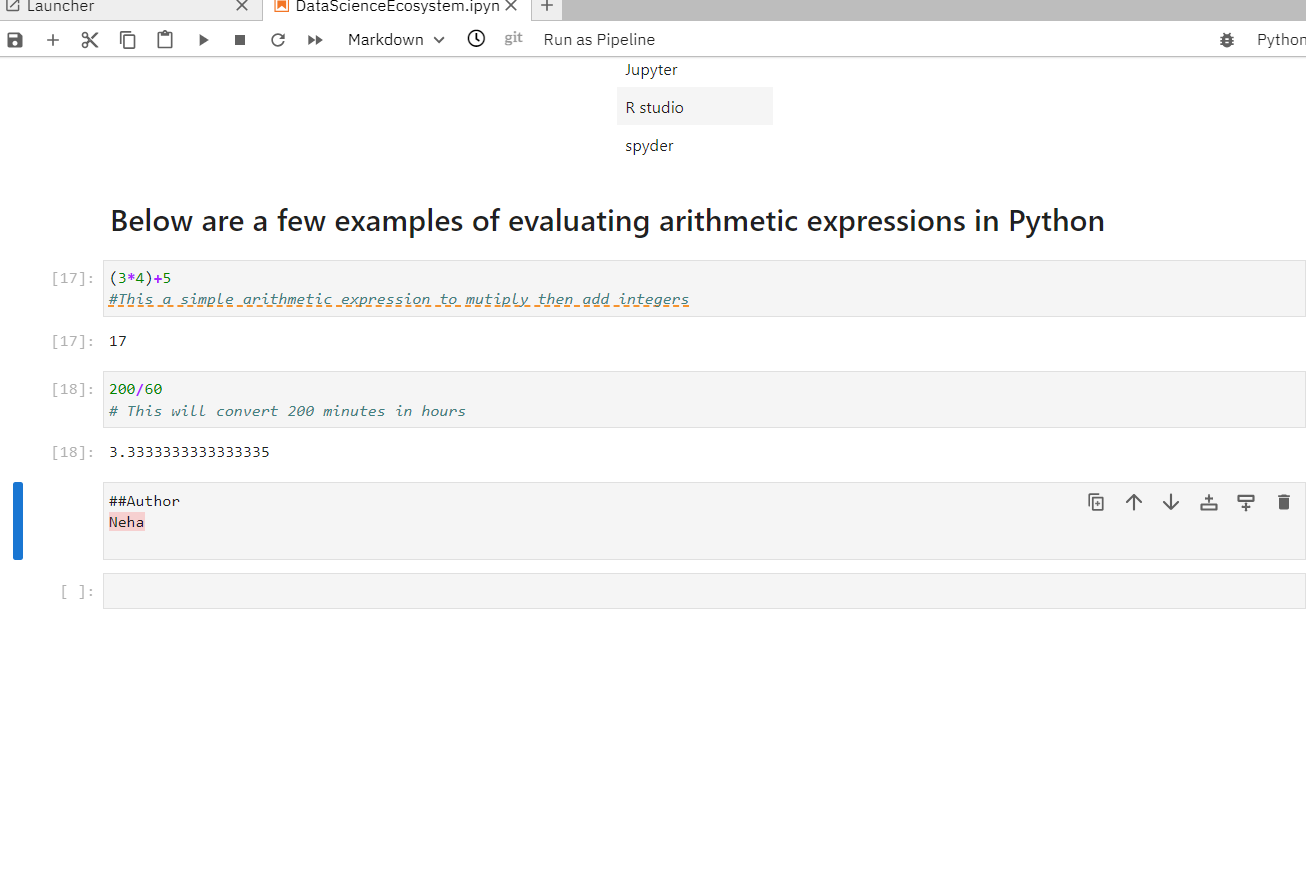 Launcher
DataScienceEcosystem.ipyn
Markdown git Run as Pipeline Python
Jupyter
R studio
spyder
Below are a few examples of evaluating arithmetic expressions in Python
[17]: (3*4)+5
#This a simple arithmetic expression to mutiply then add integers
[17]: 17
[18]: 200/60
# This will convert 200 minutes in hours
[18]: 3.3333333333333335
##Author
Neha
[ ]: